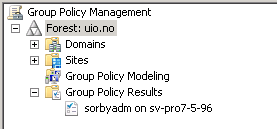 Group Policy Management
Forest: uio.no
Domains
Sites
Group Policy Modeling
Group Policy Results
sorbyadm on sv-pro7-5-96